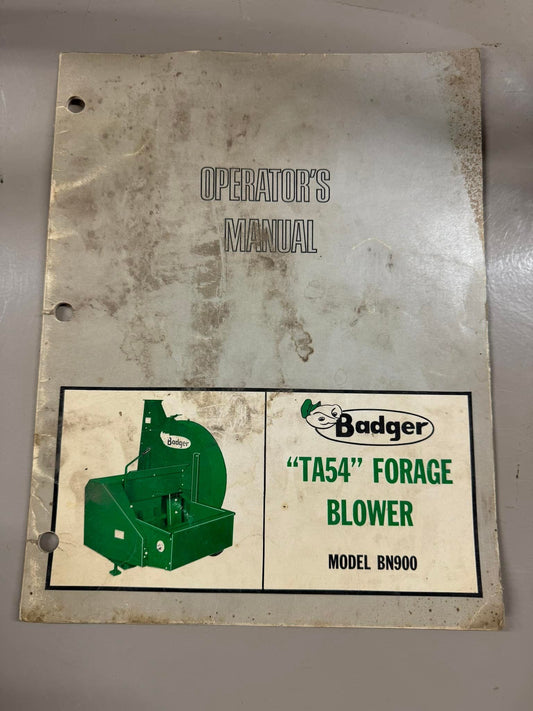 OPERATOR'S
MANUAL
Badger
Badger
"TA54" FORAGE
BLOWER
MODEL BN900